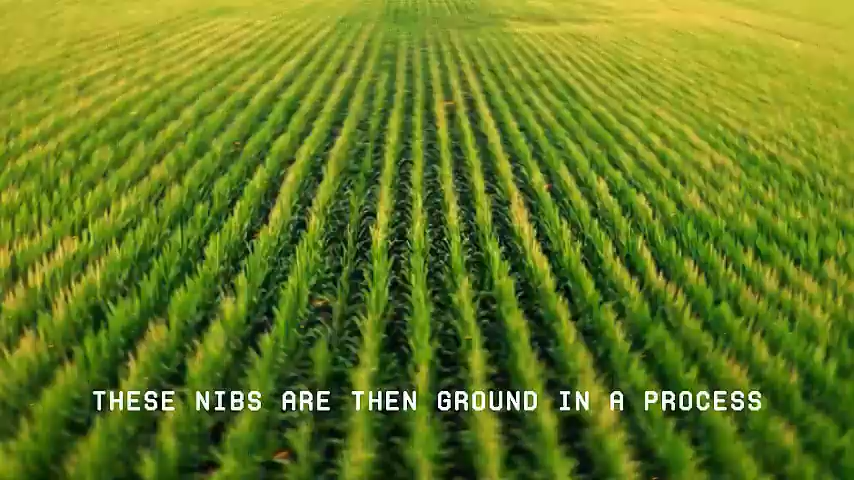 THESE NIBS ARE THEN GROUND IN A PROCESS